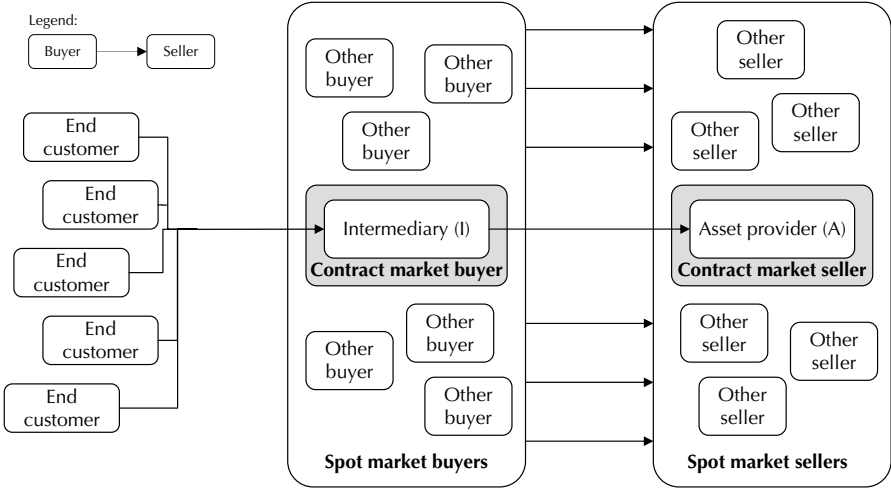 Legend:
Buyer
Seller
End
customer
End
customer
End
customer
End
customer
End
customer
Other
buyer
Other
buyer
Other
buyer
Intermediary (I)
Contract market buyer
Other
buyer
Other
buyer
Other
buyer
Spot market buyers
Other
seller
Other
seller
Other
seller
Asset provider (A)
Contract market seller
Other
seller
Other
seller
Other
seller
Spot market sellers